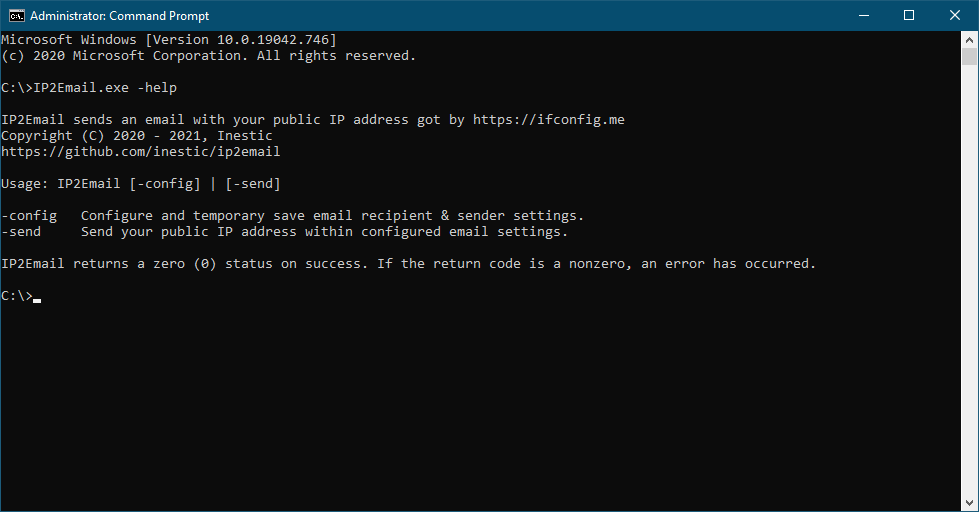 Administrator: Command Prompt
Microsoft Windows [Version 10.0.19042.746]
(c) 2020 Microsoft Corporation. All rights reserved.
C:\>IP2Email.exe -help
IP2Email sends an email with your public IP address got by https://ifconfig.me
Copyright (C) 2020 - 2021, Inestic
https://github.com/inestic/ip2email
Usage: IP2Email [-config] | [-send]
-config   Configure and temporary save email recipient & sender settings.
-send     Send your public IP address within configured email settings.
IP2Email returns a zero (0) status on success. If the return code is a nonzero, an error has occurred.
C:\>